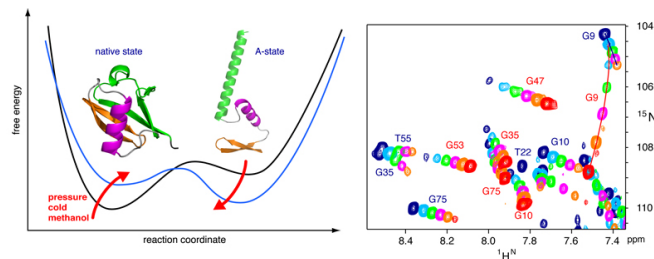 native state
A-state
free energy
pressure
cold
methanol
reaction coordinate
G9
G9
G47
T55
G35
G53
G35
T22
G10
G75
G75
G10
104
106
15N
108
110
8.4
8.2
8.0
7.8
7.6
7.4
ppm
1HN